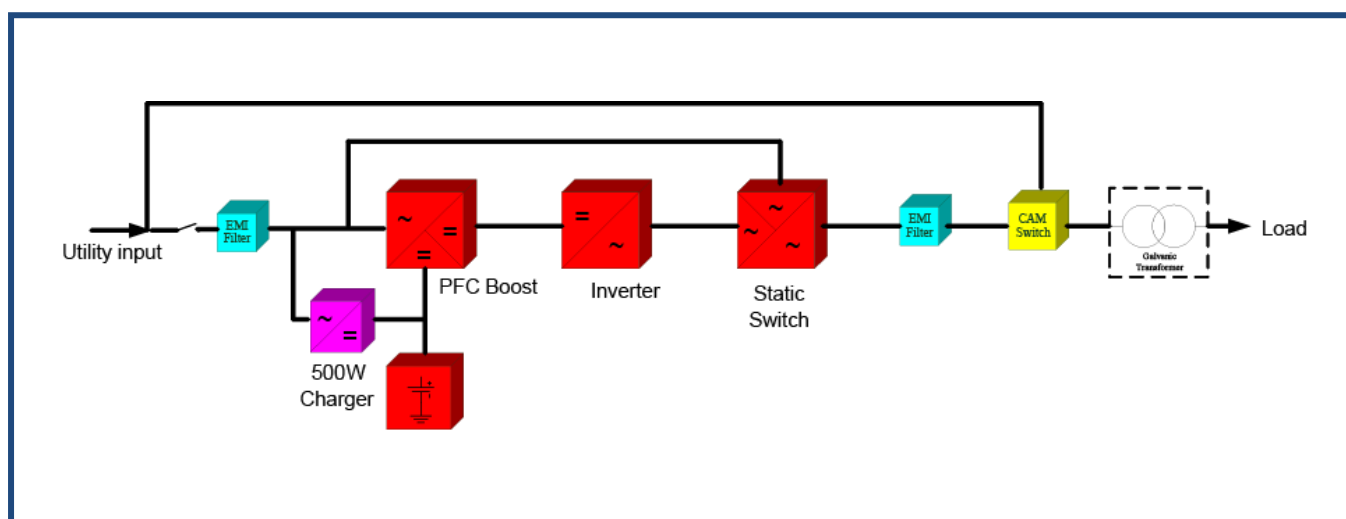 Utility input
EMI
Filter
~
=
=
PFC Boost
=
~
Inverter
~
~
~
Static
Switch
EMI
Filter
CAM
Switch
Galvanic
Transformer
Load
~
=
500W
Charger
+